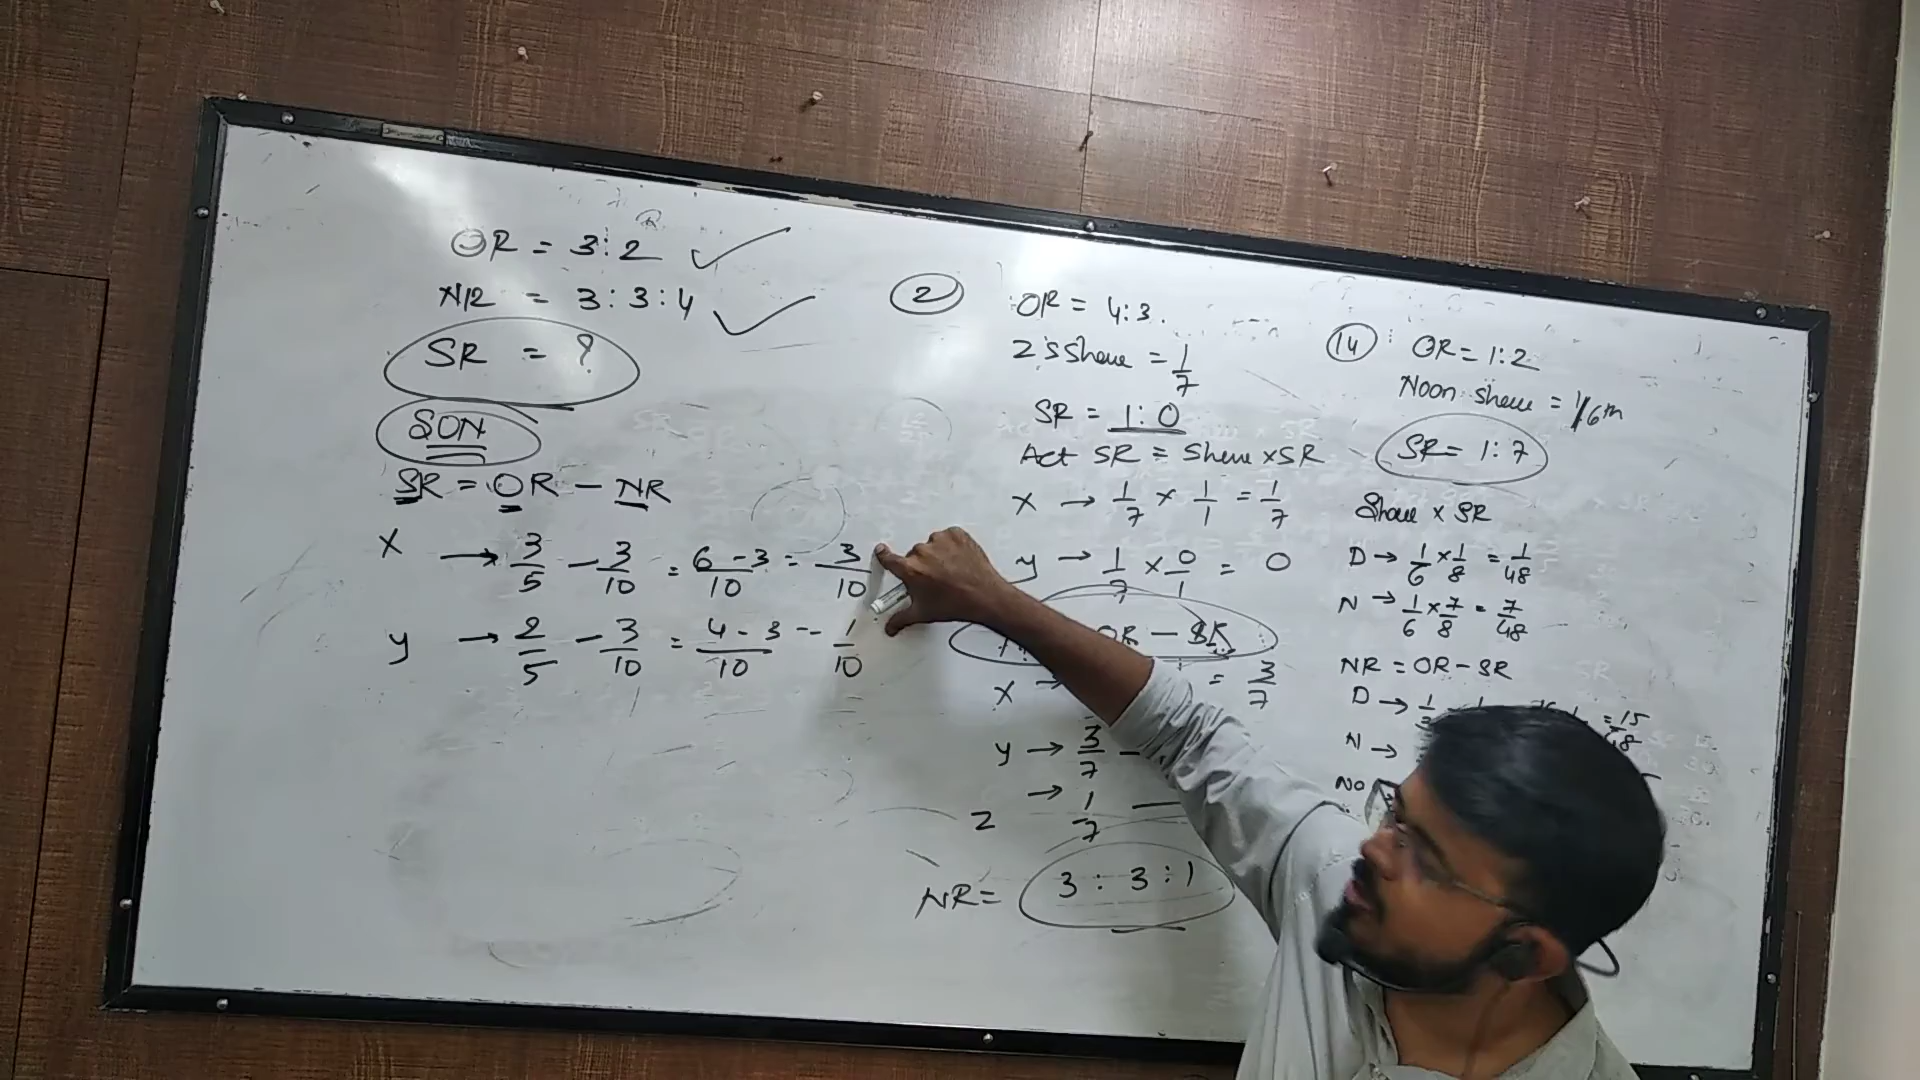 OR = 3:2
NR = 3:3:4
SR = ?
SON
SR = OR - NR
X → 3/5 - 3/10 = 6-3/10 = 3/10
y → 2/5 - 3/10 = 4-3/10 - 1/10
2
OR = 4:3.
Z's Share = 1/7
SR = 1:0
Act SR = Share x SR
X → 1/7 x 1/1 = 1/7
y → 1/7 x 0/1 = 0
OR - SR
X → = 3/7
y → 3/7 -
Z → 1/7
NR = 3:3:1
14
OR = 1:2
Noon share = 1/6th
SR = 1:7
Share x SR
D → 1/6 x 1/8 = 1/48
N → 1/6 x 7/8 = 7/48
NR = OR - SR
D → = 15/48
N →
No